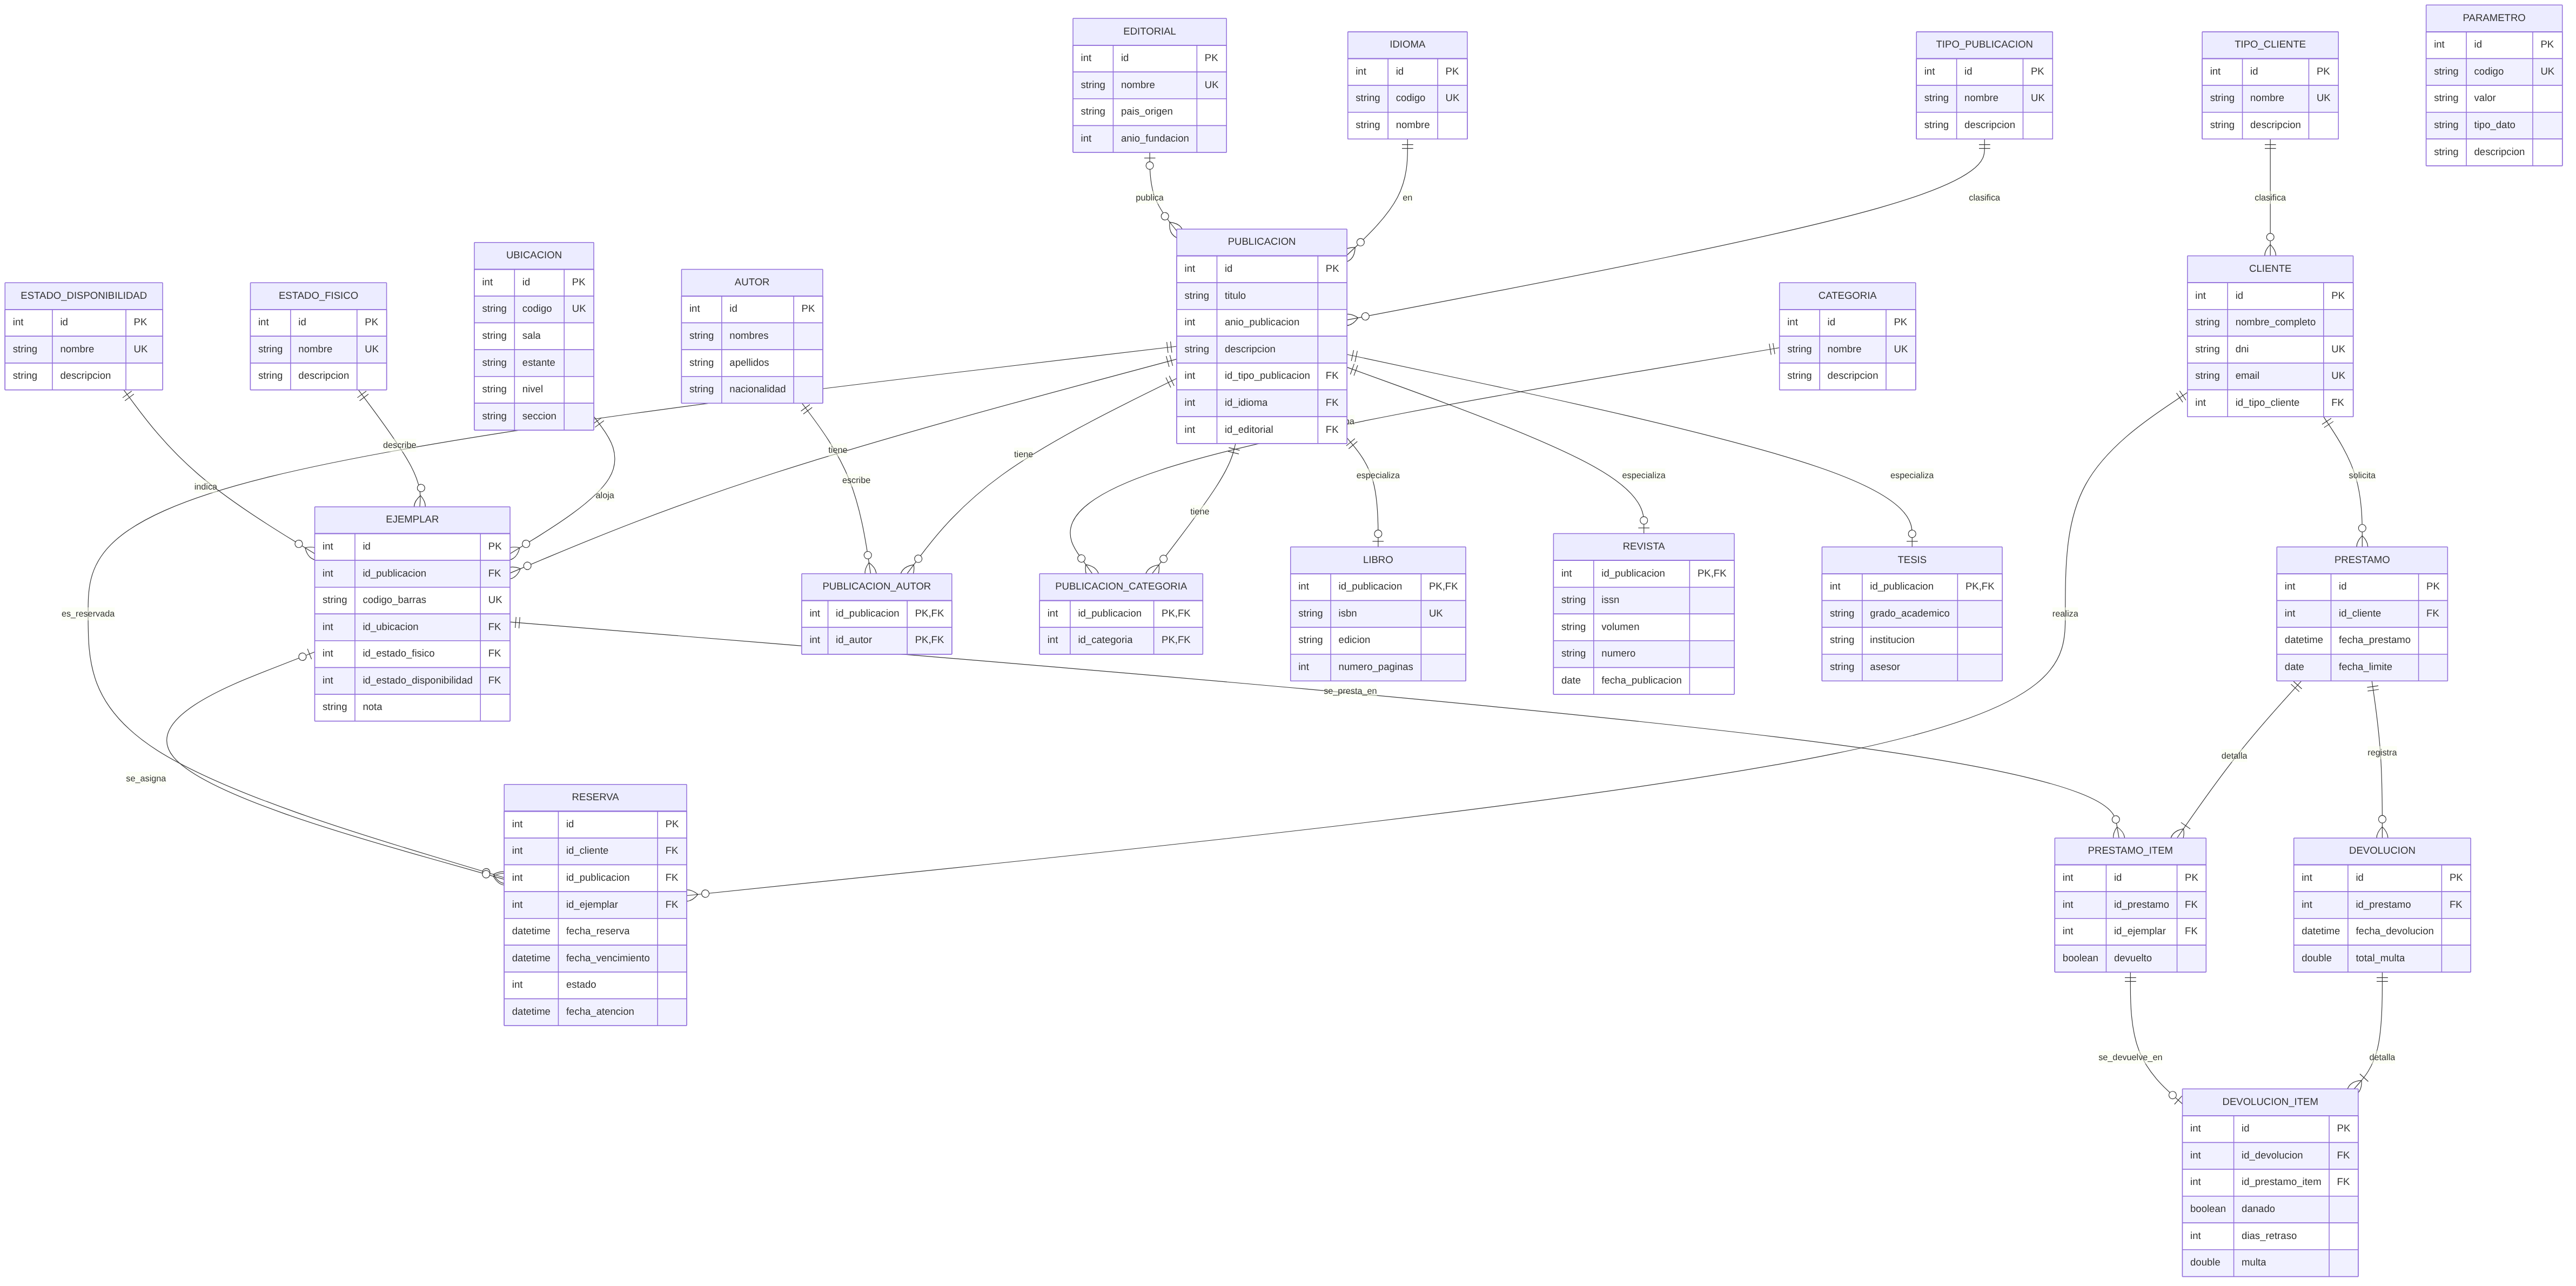 EDITORIAL
int id PK
string nombre UK
string pais_origen
int anio_fundacion
IDIOMA
int id PK
string codigo UK
string nombre
TIPO_PUBLICACION
int id PK
string nombre UK
string descripcion
TIPO_CLIENTE
int id PK
string nombre UK
string descripcion
PARAMETRO
int id PK
string codigo UK
string valor
string tipo_dato
string descripcion
publica
en
clasifica
clasifica
ESTADO_DISPONIBILIDAD
int id PK
string nombre UK
string descripcion
ESTADO_FISICO
int id PK
string nombre UK
string descripcion
UBICACION
int id PK
string codigo UK
string sala
string estante
string nivel
string seccion
AUTOR
int id PK
string nombres
string apellidos
string nacionalidad
PUBLICACION
int id PK
string titulo
int anio_publicacion
string descripcion
int id_tipo_publicacion FK
int id_idioma FK
int id_editorial FK
CATEGORIA
int id PK
string nombre UK
string descripcion
CLIENTE
int id PK
string nombre_completo
string dni UK
string email UK
int id_tipo_cliente FK
indica
describe
aloja
tiene
escribe
tiene
tiene
especializa
especializa
especializa
solicita
EJEMPLAR
int id PK
int id_publicacion FK
string codigo_barras UK
int id_ubicacion FK
int id_estado_fisico FK
int id_estado_disponibilidad FK
string nota
PUBLICACION_AUTOR
int id_publicacion PK,FK
int id_autor PK,FK
PUBLICACION_CATEGORIA
int id_publicacion PK,FK
int id_categoria PK,FK
LIBRO
int id_publicacion PK,FK
string isbn UK
string edicion
int numero_paginas
REVISTA
int id_publicacion PK,FK
string issn
string volumen
string numero
date fecha_publicacion
TESIS
int id_publicacion PK,FK
string grado_academico
string institucion
string asesor
PRESTAMO
int id PK
int id_cliente FK
datetime fecha_prestamo
date fecha_limite
es_reservada
realiza
se_presta_en
se_asigna
detalla
registra
RESERVA
int id PK
int id_cliente FK
int id_publicacion FK
int id_ejemplar FK
datetime fecha_reserva
datetime fecha_vencimiento
int estado
datetime fecha_atencion
PRESTAMO_ITEM
int id PK
int id_prestamo FK
int id_ejemplar FK
boolean devuelto
DEVOLUCION
int id PK
int id_prestamo FK
datetime fecha_devolucion
double total_multa
se_devuelve_en
detalla
DEVOLUCION_ITEM
int id PK
int id_devolucion FK
int id_prestamo_item FK
boolean danado
int dias_retraso
double multa